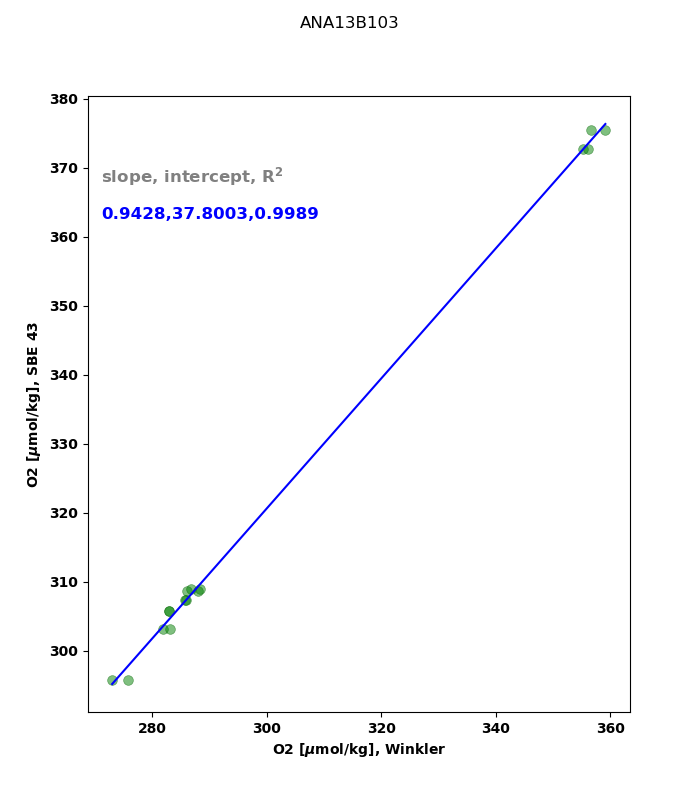 ANA13B103
380
370
slope, intercept, R²
0.9428,37.8003,0.9989
360
350
340
330
320
310
300
O2 [μmol/kg], SBE 43
280 300 320 340 360
O2 [μmol/kg], Winkler